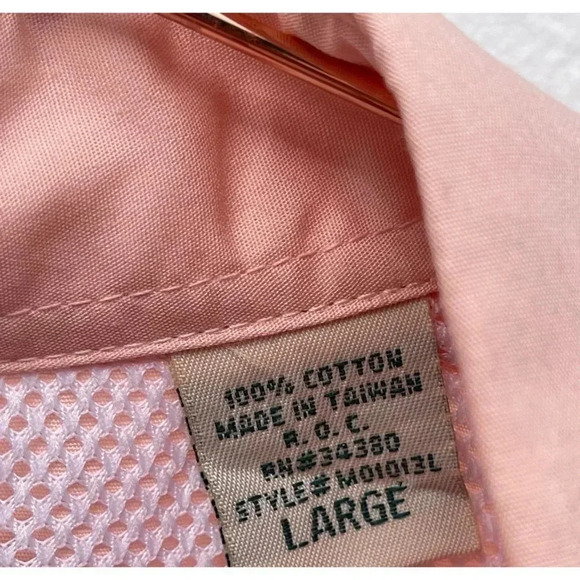 100% COTTON
MADE IN TAIWAN
R. O. C.
RN#34380
STYLE#M01013L
LARGE